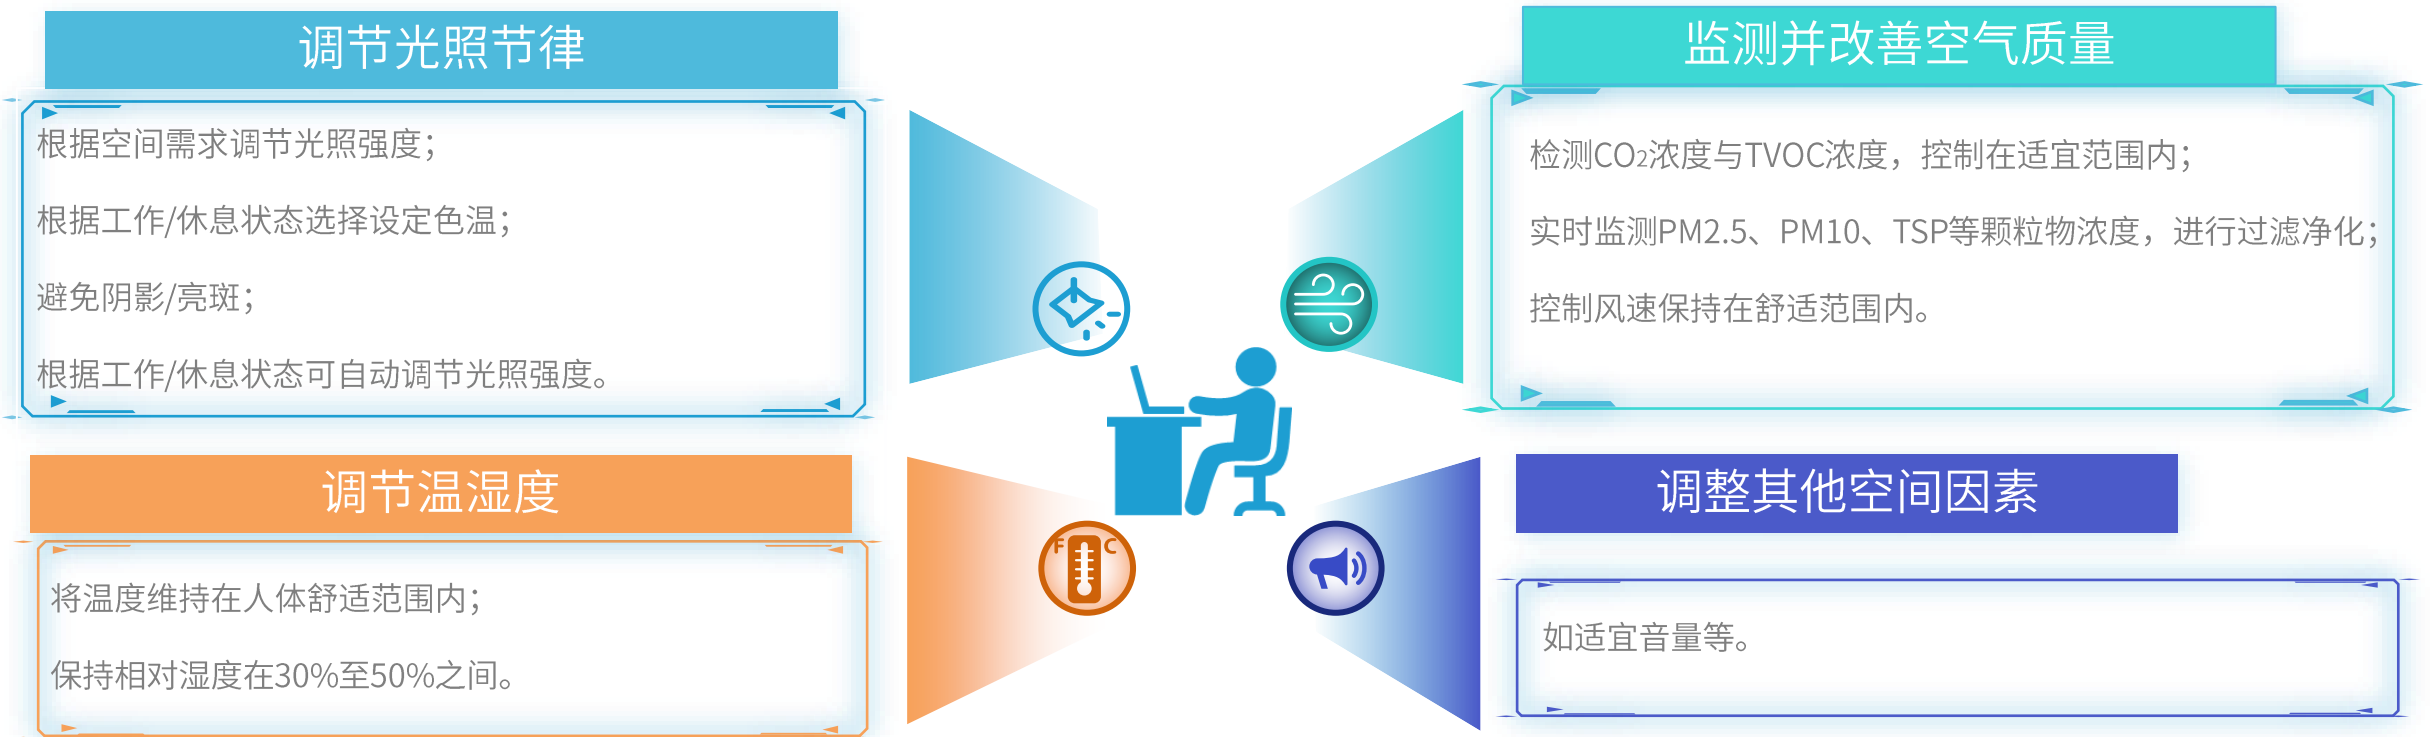 调节光照节律
根据空间需求调节光照强度；
根据工作/休息状态选择设定色温；
避免阴影/亮斑；
根据工作/休息状态可自动调节光照强度。
监测并改善空气质量
检测CO₂浓度与TVOC浓度，控制在适宜范围内；
实时监测PM2.5、PM10、TSP等颗粒物浓度，进行过滤净化；
控制风速保持在舒适范围内。
调节温湿度
将温度维持在人体舒适范围内；
保持相对湿度在30%至50%之间。
F C
调整其他空间因素
如适宜音量等。